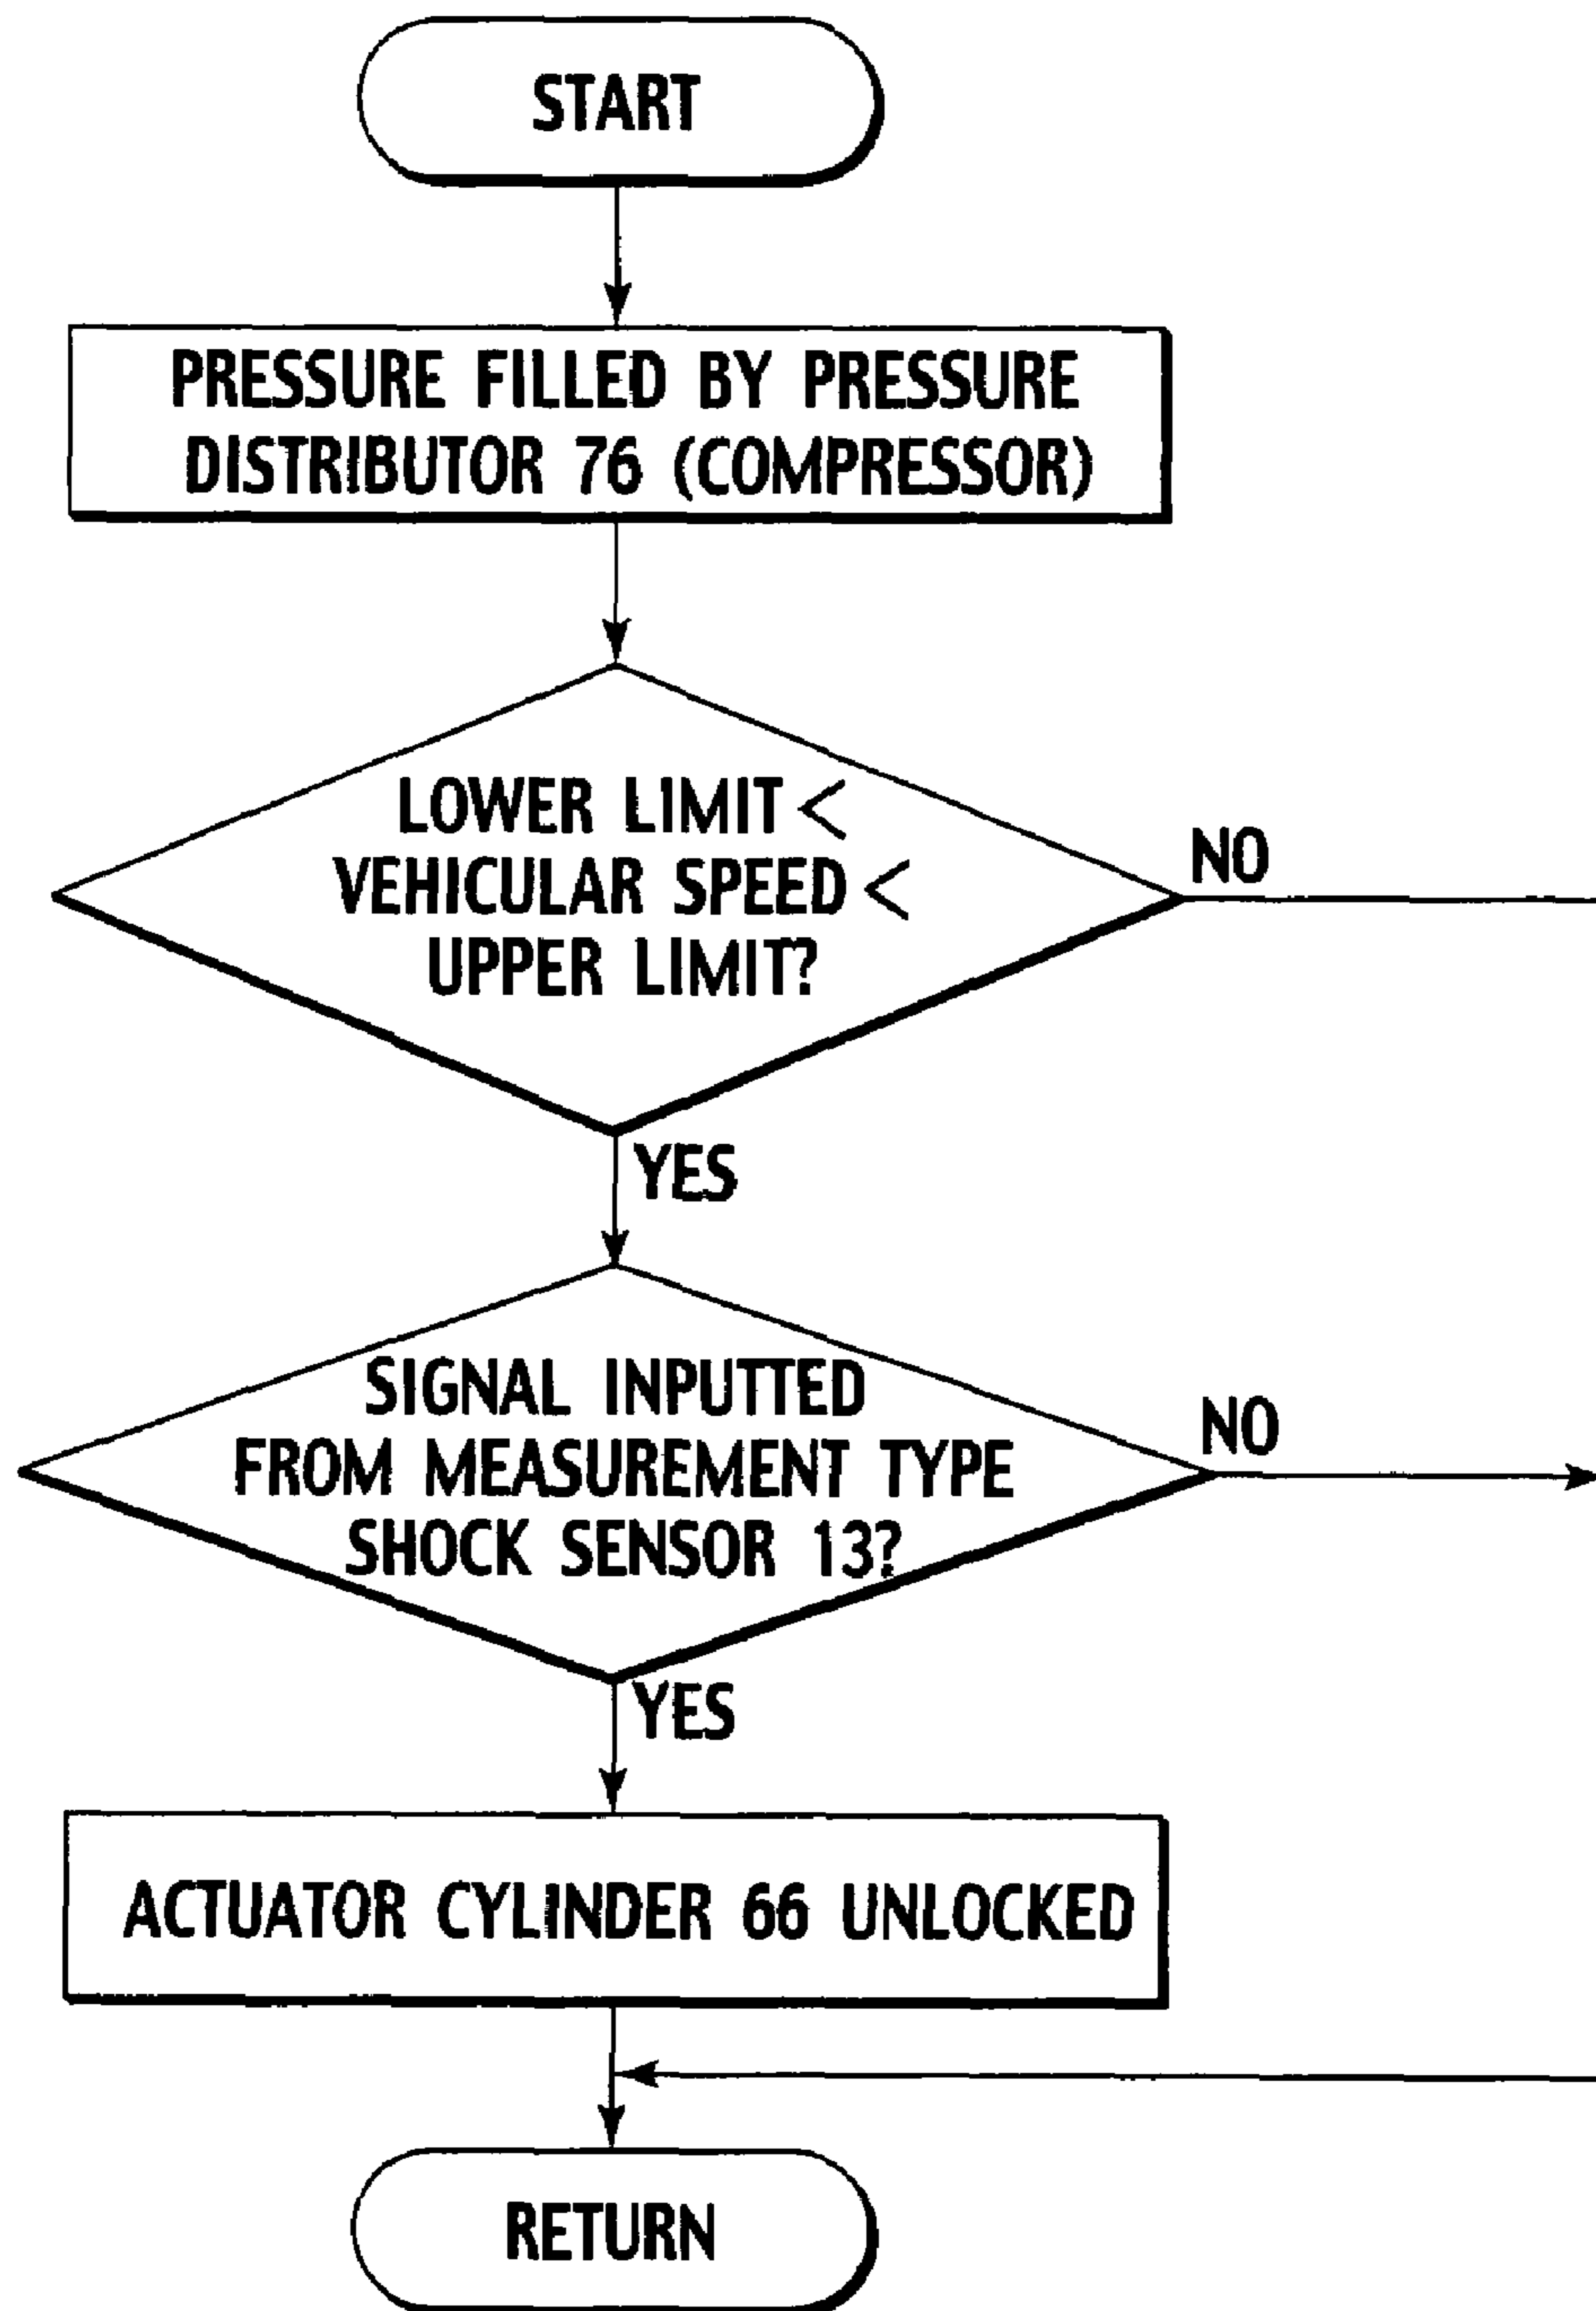 START
PRESSURE FILLED BY PRESSURE
DISTRIBUTOR 76 (COMPRESSOR)
LOWER LIMIT <
VEHICULAR SPEED <
UPPER LIMIT?
NO
YES
SIGNAL INPUTTED
FROM MEASUREMENT TYPE
SHOCK SENSOR 13?
NO
YES
ACTUATOR CYLINDER 66 UNLOCKED
RETURN